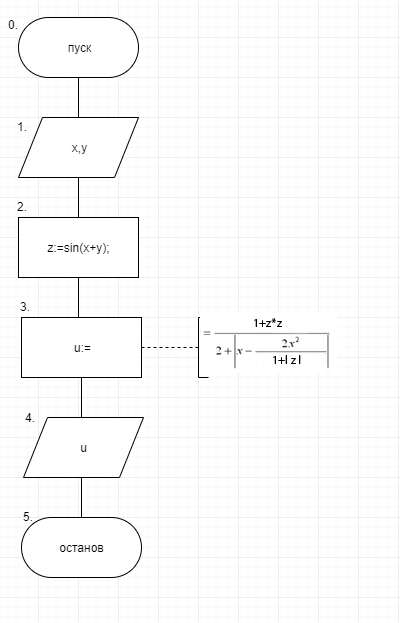 0.
пуск
1.
x,y
2.
z:=sin(x+y);
3.
u:=
= 1+z*z
2 + |x − 2x² |
1+| z |
4.
u
5.
останов